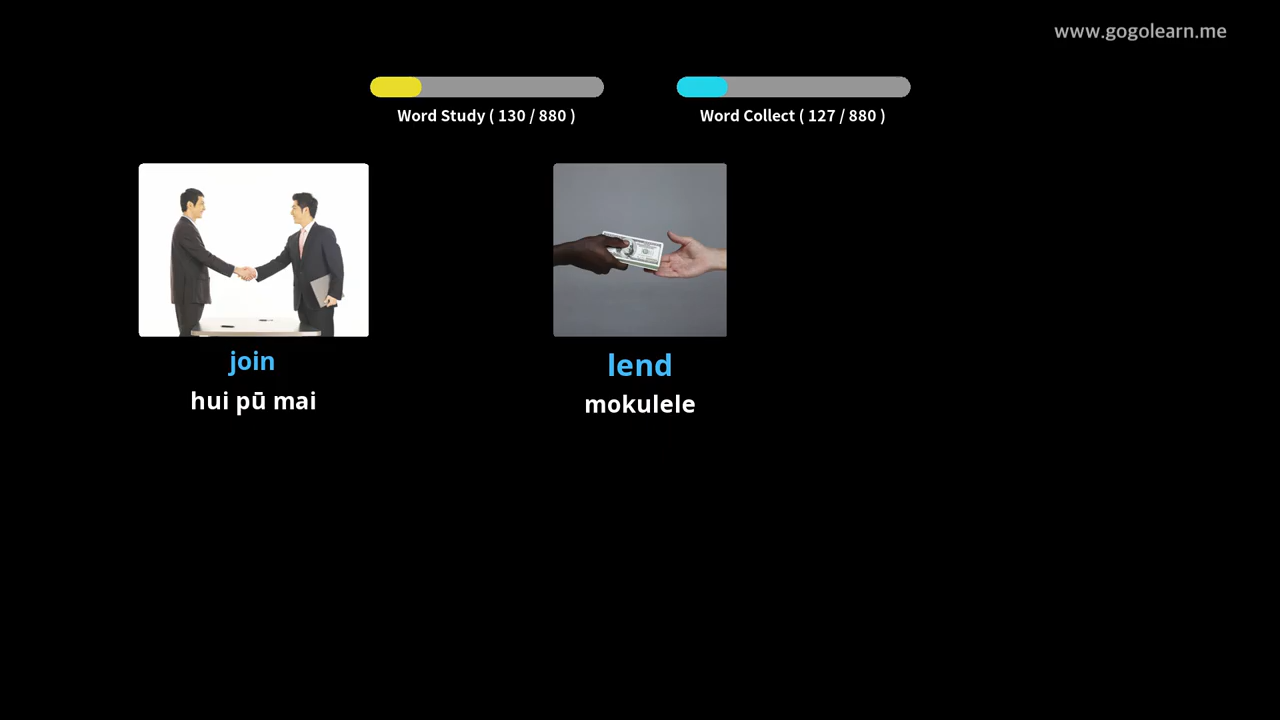 www.gogolearn.me
Word Study ( 130 / 880 )
Word Collect ( 127 / 880 )
join
hui pū mai
lend
mokulele